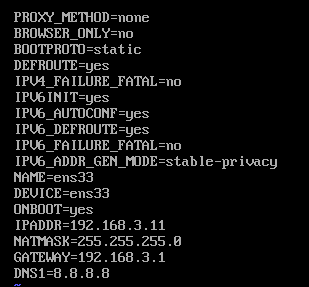 PROXY_METHOD=none
BROWSER_ONLY=no
BOOTPROTO=static
DEFROUTE=yes
IPV4_FAILURE_FATAL=no
IPV6INIT=yes
IPV6_AUTOCONF=yes
IPV6_DEFROUTE=yes
IPV6_FAILURE_FATAL=no
IPV6_ADDR_GEN_MODE=stable-privacy
NAME=ens33
DEVICE=ens33
ONBOOT=yes
IPADDR=192.168.3.11
NATMASK=255.255.255.0
GATEWAY=192.168.3.1
DNS1=8.8.8.8
~